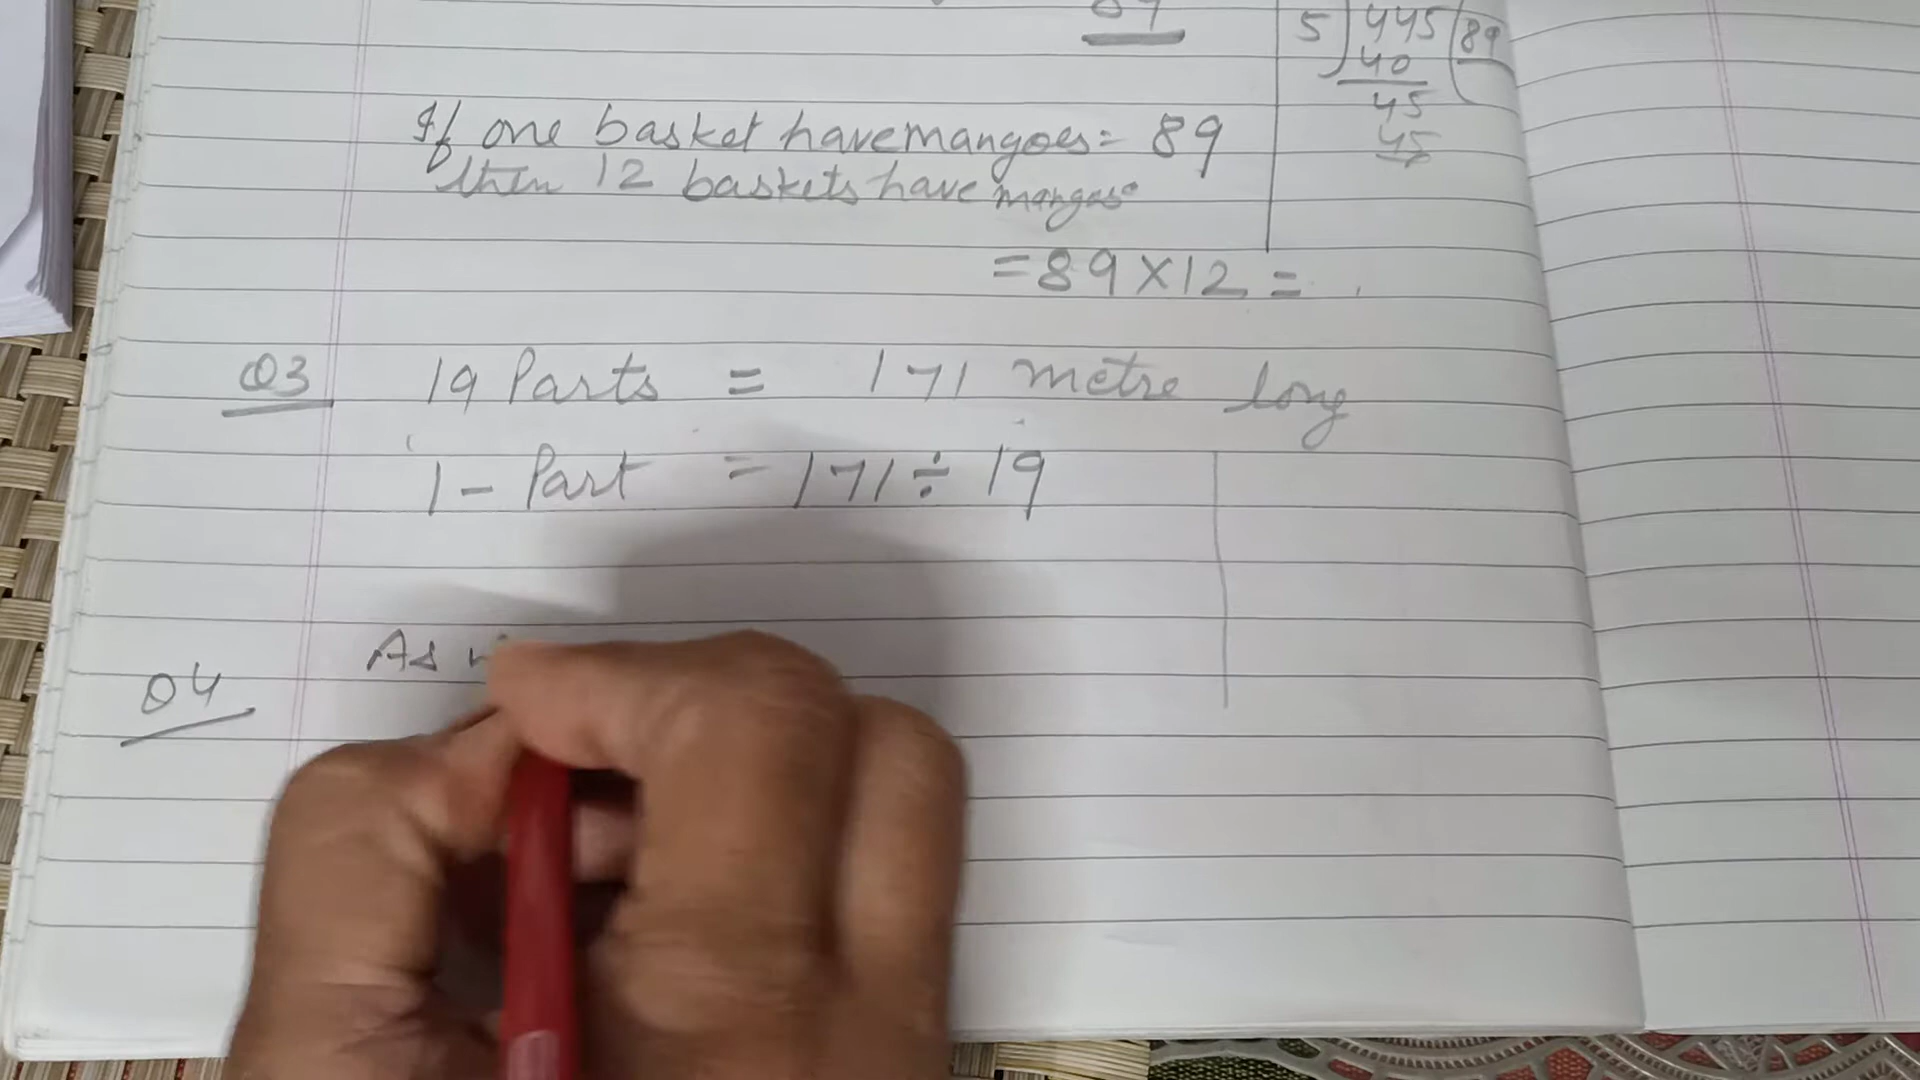 5 ) 445 ( 89
40
45
45
If one basket have mangoes = 89
then 12 baskets have mangoes
= 89 × 12 =
Q3 19 Parts = 171 metre long
1 - Part = 171 ÷ 19
Q4 As